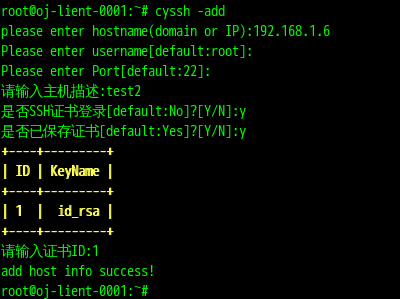 root@oj-lient-0001:~# cyssh -add
please enter hostname(domain or IP):192.168.1.6
Please enter username[default:root]:
Please enter Port[default:22]:
请输入主机描述:test2
是否SSH证书登录[default:No]?[Y/N]:y
是否已保存证书[default:Yes]?[Y/N]:y
+----+---------+
| ID | KeyName |
+----+---------+
| 1  |  id_rsa |
+----+---------+
请输入证书ID:1
add host info success!
root@oj-lient-0001:~#